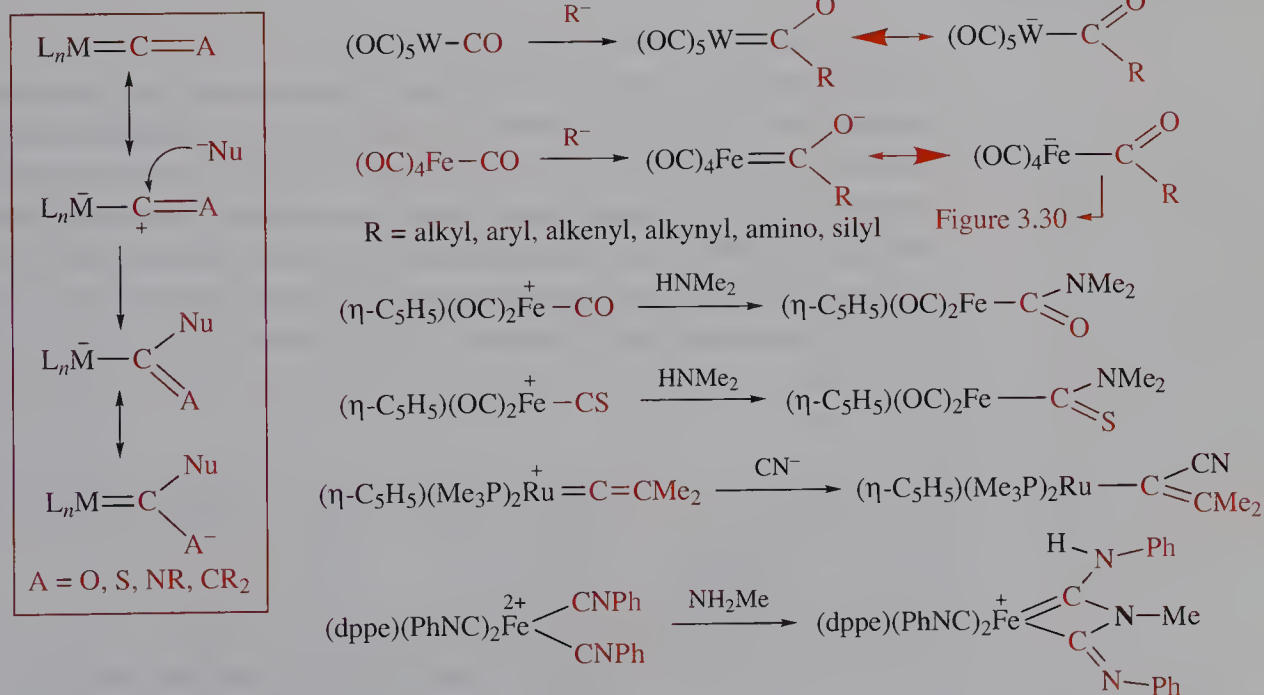 LₙM=C=A
⁻Nu
LₙM̄—C=A
+
Nu
LₙM̄—C
A
Nu
LₙM=C
A⁻
A = O, S, NR, CR₂
(OC)₅W—CO R⁻ (OC)₅W=C O R (OC)₅W̄—C O R
(OC)₄Fe—CO R⁻ (OC)₄Fe=C O⁻ R (OC)₄F̄e—C O R
R = alkyl, aryl, alkenyl, alkynyl, amino, silyl
Figure 3.30
(η-C₅H₅)(OC)₂Fe⁺—CO HNMe₂ (η-C₅H₅)(OC)₂Fe—C NMe₂ O
(η-C₅H₅)(OC)₂Fe⁺—CS HNMe₂ (η-C₅H₅)(OC)₂Fe—C NMe₂ S
(η-C₅H₅)(Me₃P)₂Ru⁺=C=CMe₂ CN⁻ (η-C₅H₅)(Me₃P)₂Ru—C CN CMe₂
(dppe)(PhNC)₂Fe²⁺ CNPh CNPh NH₂Me (dppe)(PhNC)₂Fe⁺ C N H Ph N—Me C N Ph